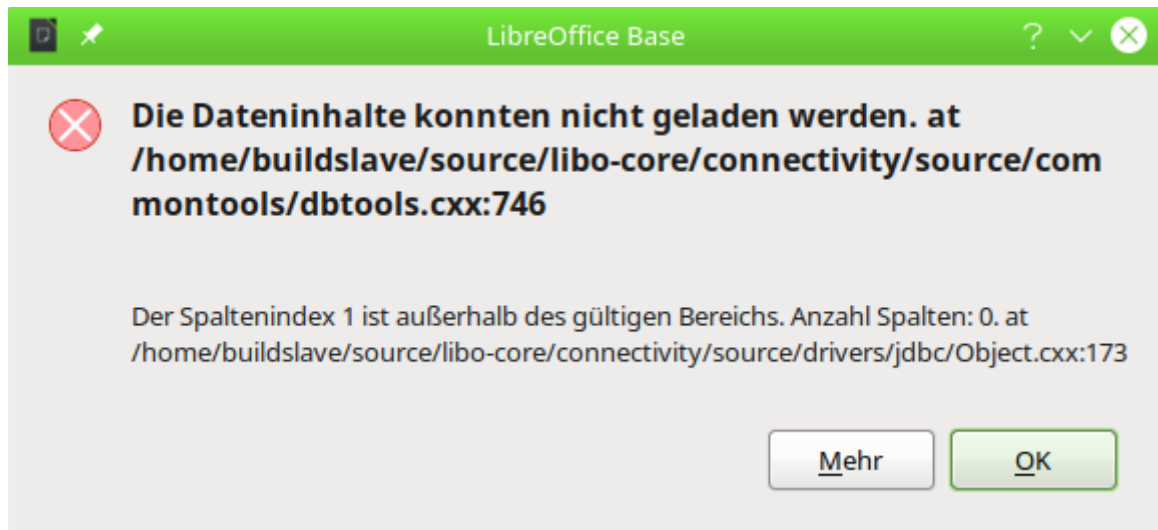 LibreOffice Base
Die Dateninhalte konnten nicht geladen werden. at
/home/buildslave/source/libo-core/connectivity/source/com
montools/dbtools.cxx:746
Der Spaltenindex 1 ist außerhalb des gültigen Bereichs. Anzahl Spalten: 0. at
/home/buildslave/source/libo-core/connectivity/source/drivers/jdbc/Object.cxx:173
Mehr
OK